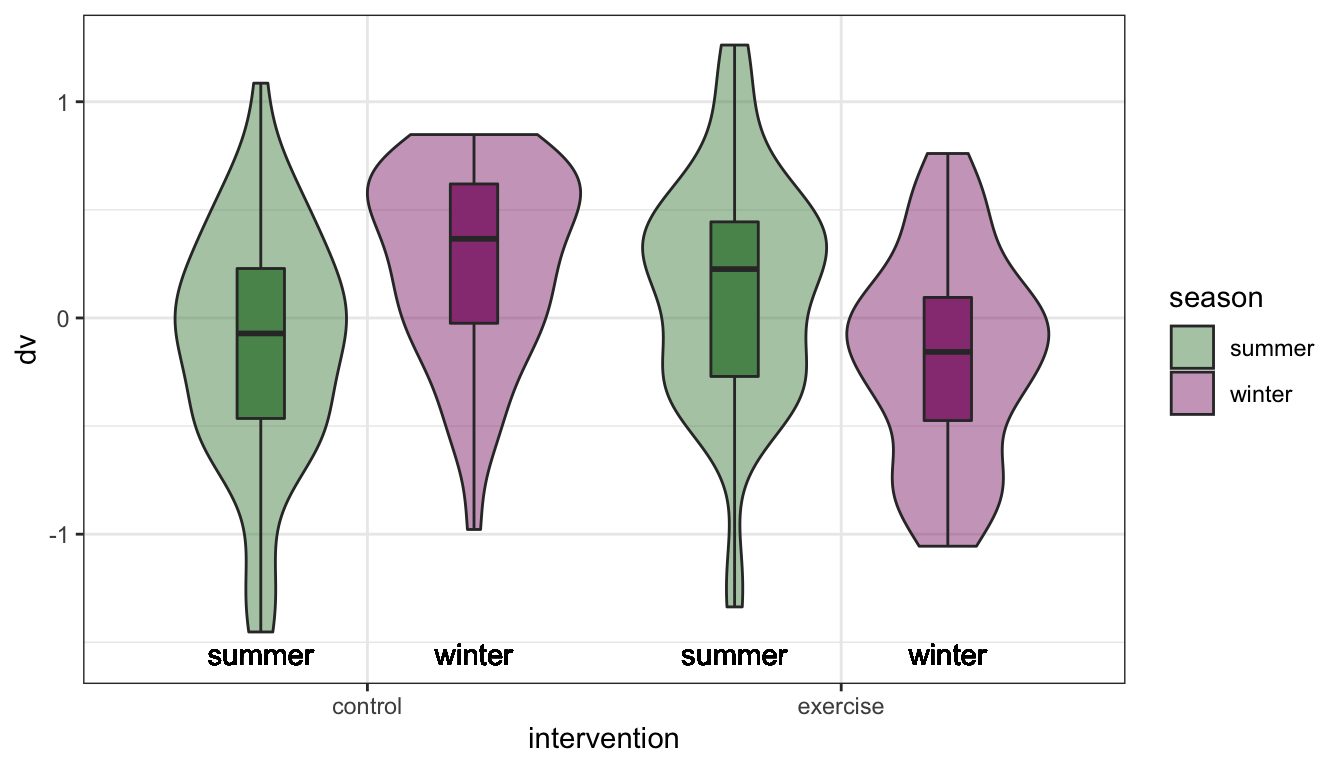 1
0
-1
dv
summer winter summer winter
control exercise
intervention
season
summer
winter